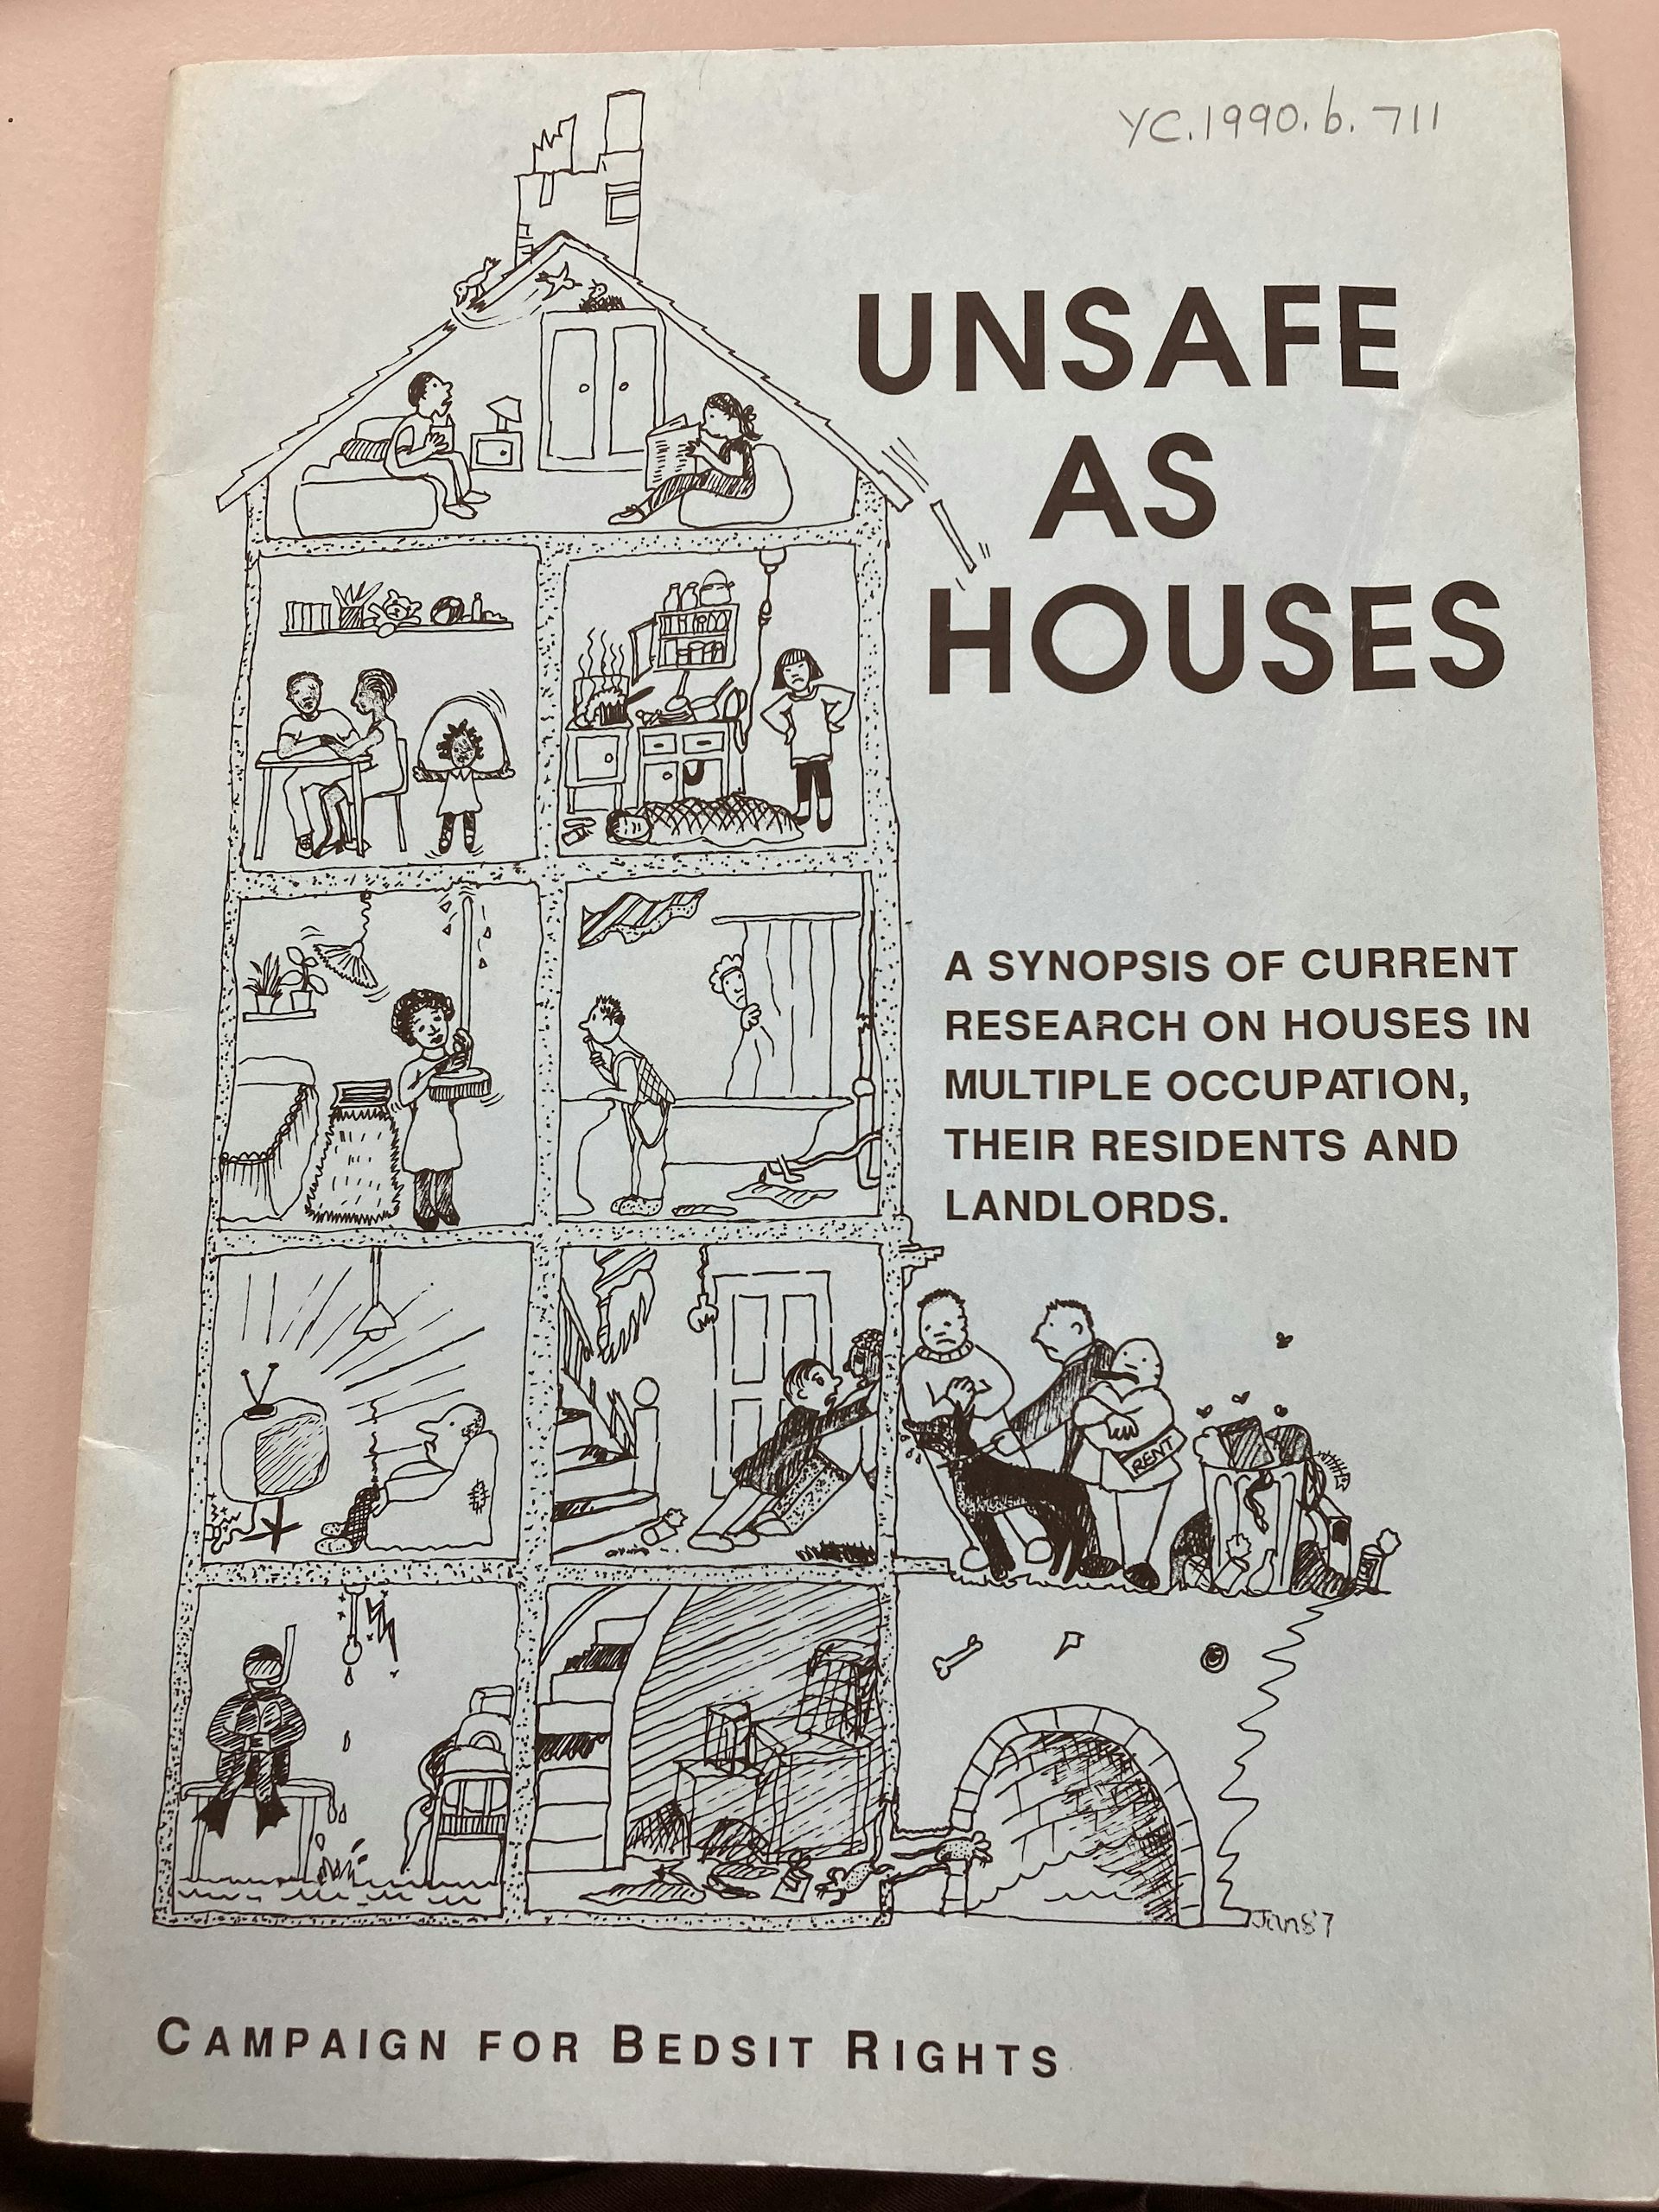 YC.1990.b.711
UNSAFE
AS
HOUSES
A SYNOPSIS OF CURRENT
RESEARCH ON HOUSES IN
MULTIPLE OCCUPATION,
THEIR RESIDENTS AND
LANDLORDS.
RENT
Jan87
CAMPAIGN FOR BEDSIT RIGHTS